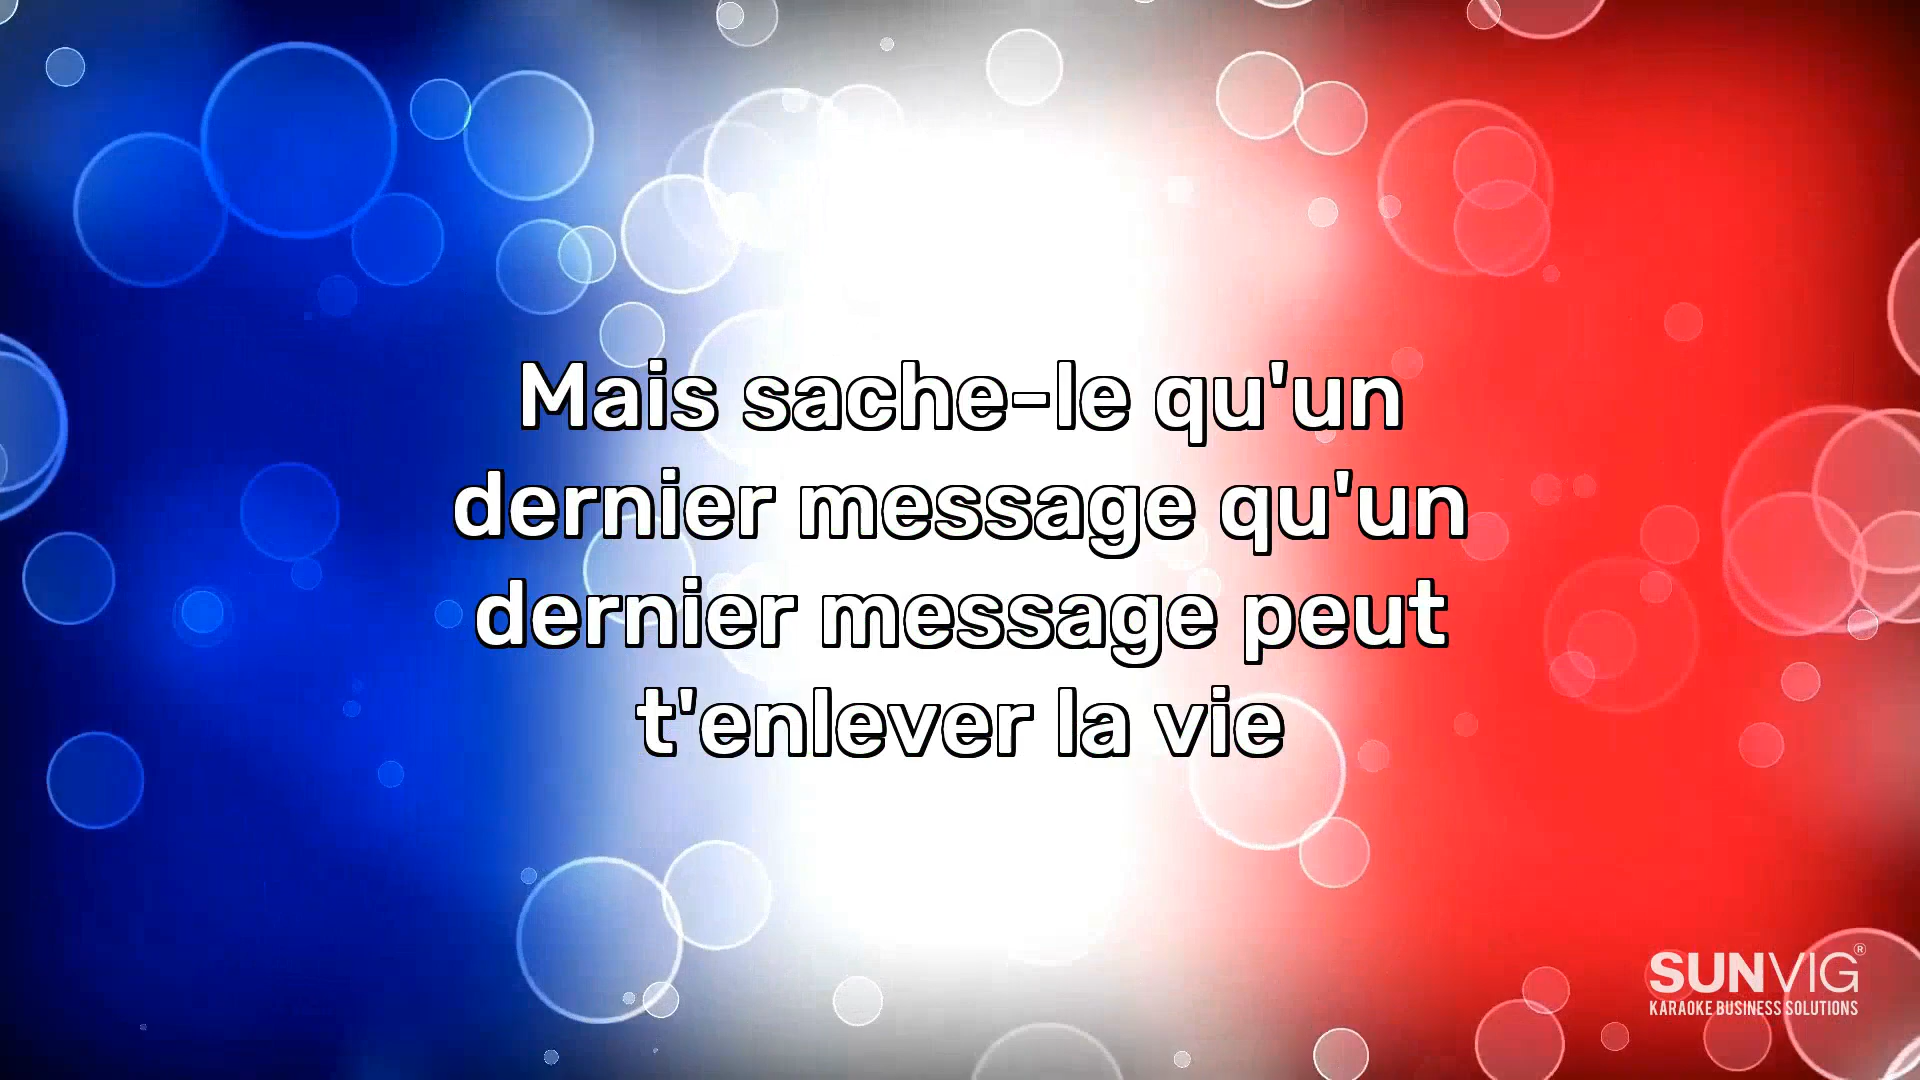 Mais sache-le qu'un
dernier message qu'un
dernier message peut
t'enlever la vie
SUNVIG®
KARAOKE BUSINESS SOLUTIONS